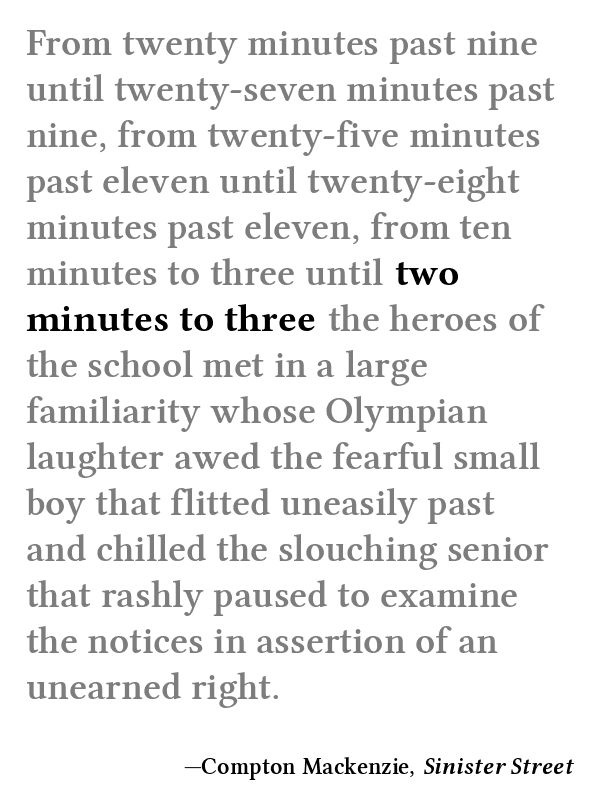 From twenty minutes past nine
until twenty-seven minutes past
nine, from twenty-five minutes
past eleven until twenty-eight
minutes past eleven, from ten
minutes to three until two
minutes to three the heroes of
the school met in a large
familiarity whose Olympian
laughter awed the fearful small
boy that flitted uneasily past
and chilled the slouching senior
that rashly paused to examine
the notices in assertion of an
unearned right.
—Compton Mackenzie, Sinister Street